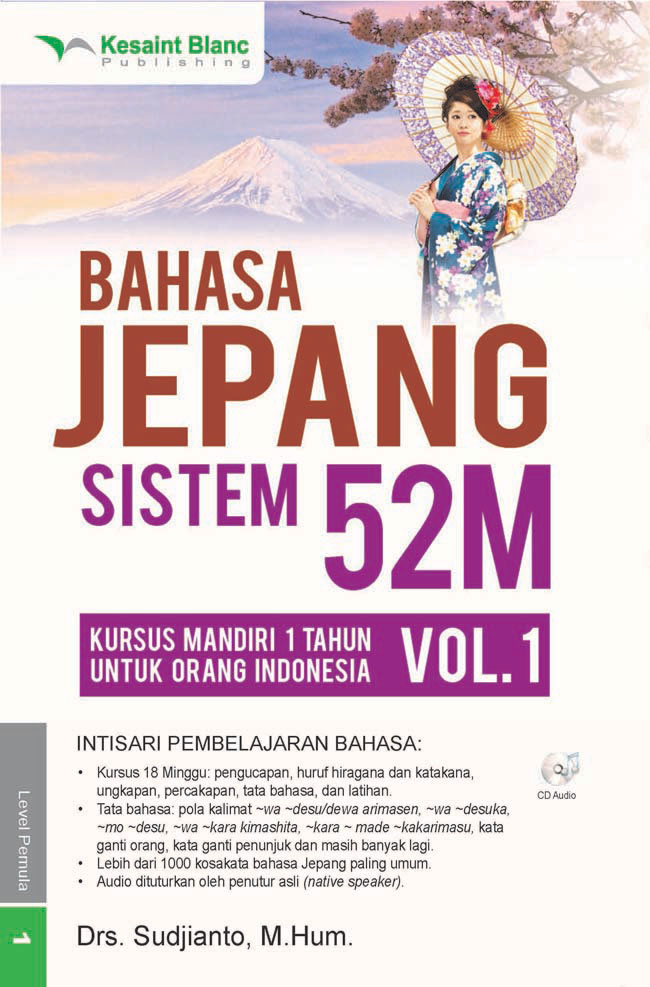 Kesaint Blanc
Publishing
BAHASA
JEPANG
SISTEM 52M
KURSUS MANDIRI 1 TAHUN
UNTUK ORANG INDONESIA
VOL.1
INTISARI PEMBELAJARAN BAHASA:
• Kursus 18 Minggu: pengucapan, huruf hiragana dan katakana,
ungkapan, percakapan, tata bahasa, dan latihan.
• Tata bahasa: pola kalimat ~wa ~desu/dewa arimasen, ~wa ~desuka,
~mo ~desu, ~wa ~kara kimashita, ~kara ~ made ~kakarimasu, kata
ganti orang, kata ganti penunjuk dan masih banyak lagi.
• Lebih dari 1000 kosakata bahasa Jepang paling umum.
• Audio dituturkan oleh penutur asli (native speaker).
CD Audio
Level Pemula
1
Drs. Sudjianto, M.Hum.